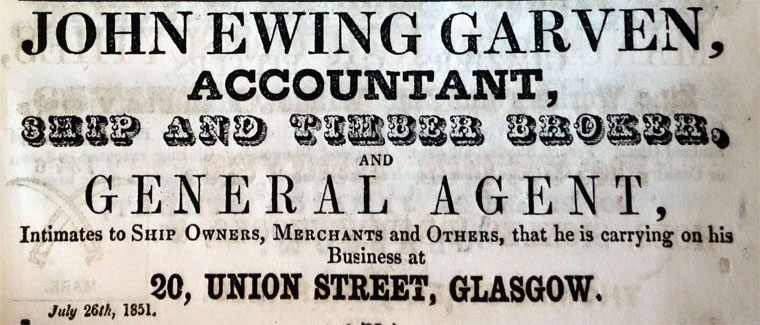 JOHN EWING GARVEN,
ACCOUNTANT,
SHIP AND TIMBER BROKER,
AND
GENERAL AGENT,
Intimates to SHIP OWNERS, MERCHANTS and OTHERS, that he is carrying on his
Business at
20, UNION STREET, GLASGOW.
July 26th, 1851.